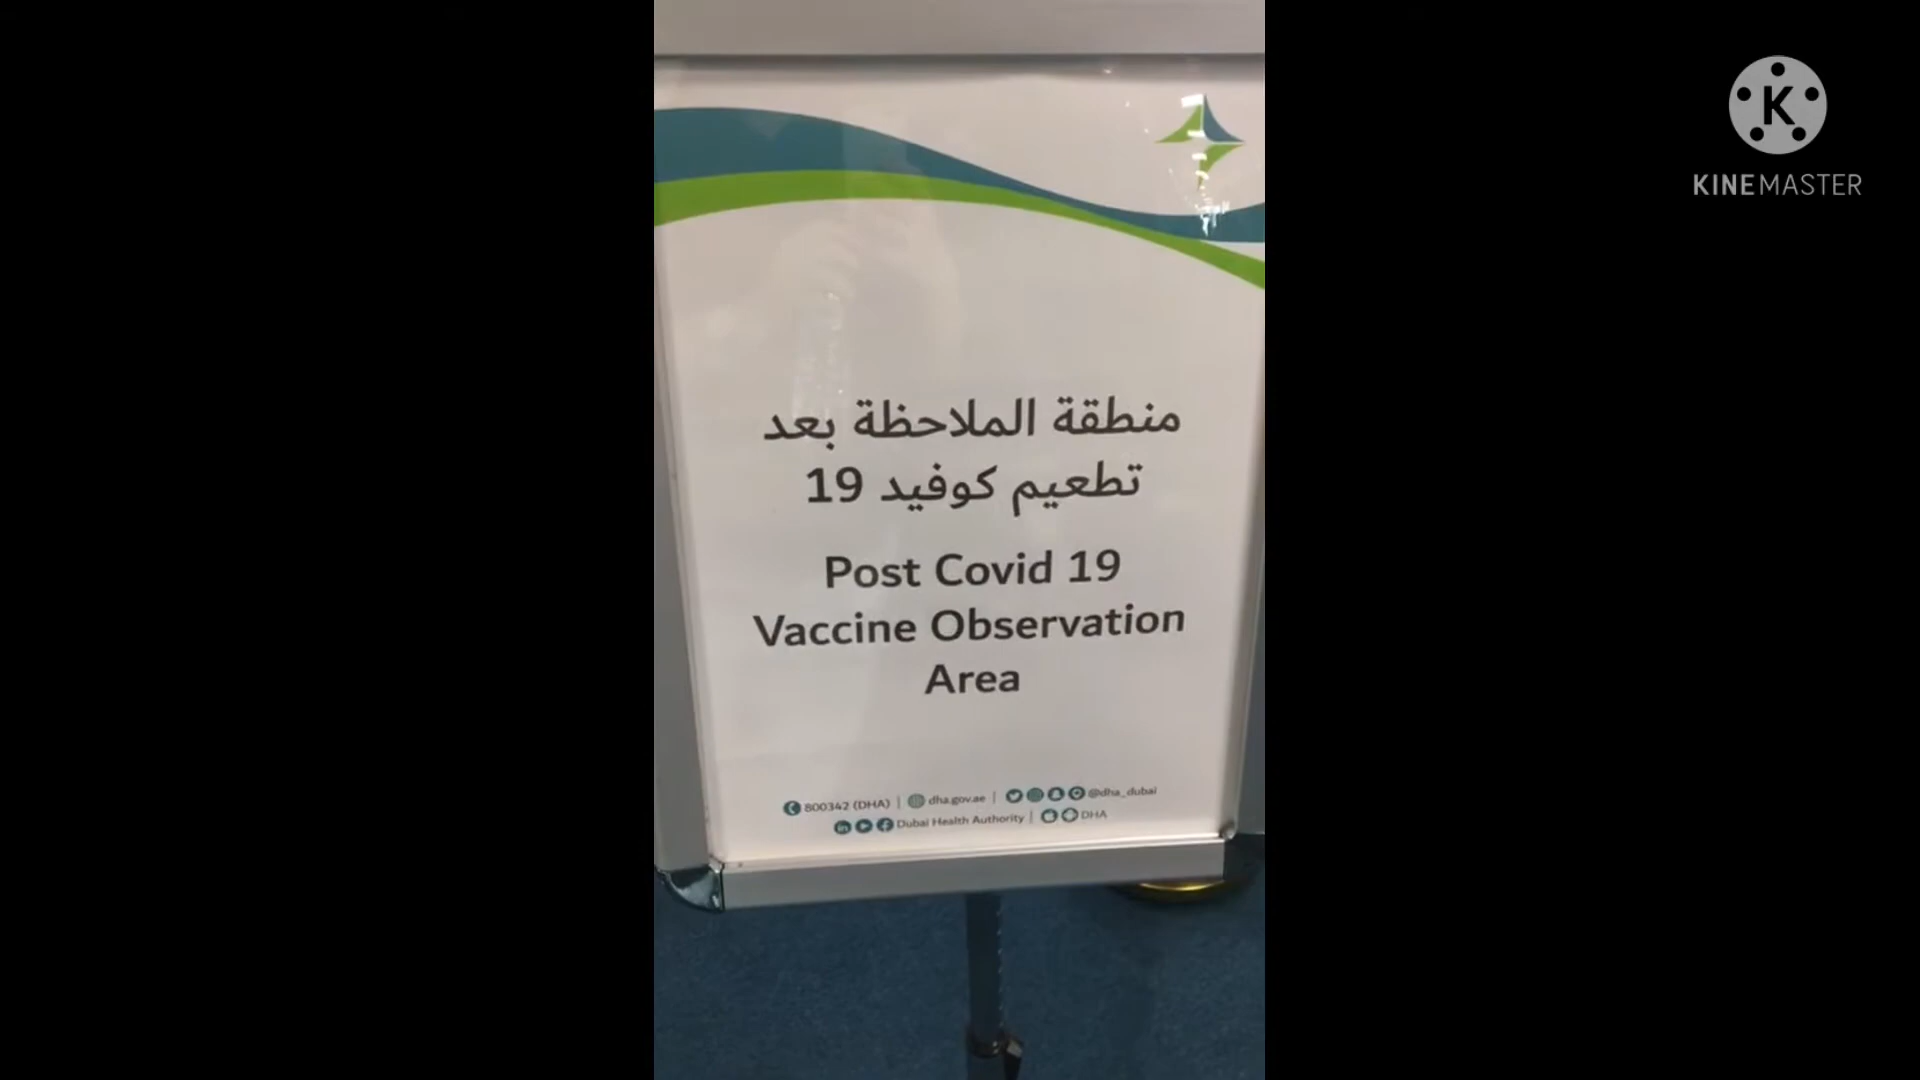 منطقة الملاحظة بعد
تطعيم كوفيد 19
Post Covid 19
Vaccine Observation
Area
800342 (DHA) | dha.gov.ae | @dha_dubai
Dubai Health Authority | DHA
K
KINEMASTER